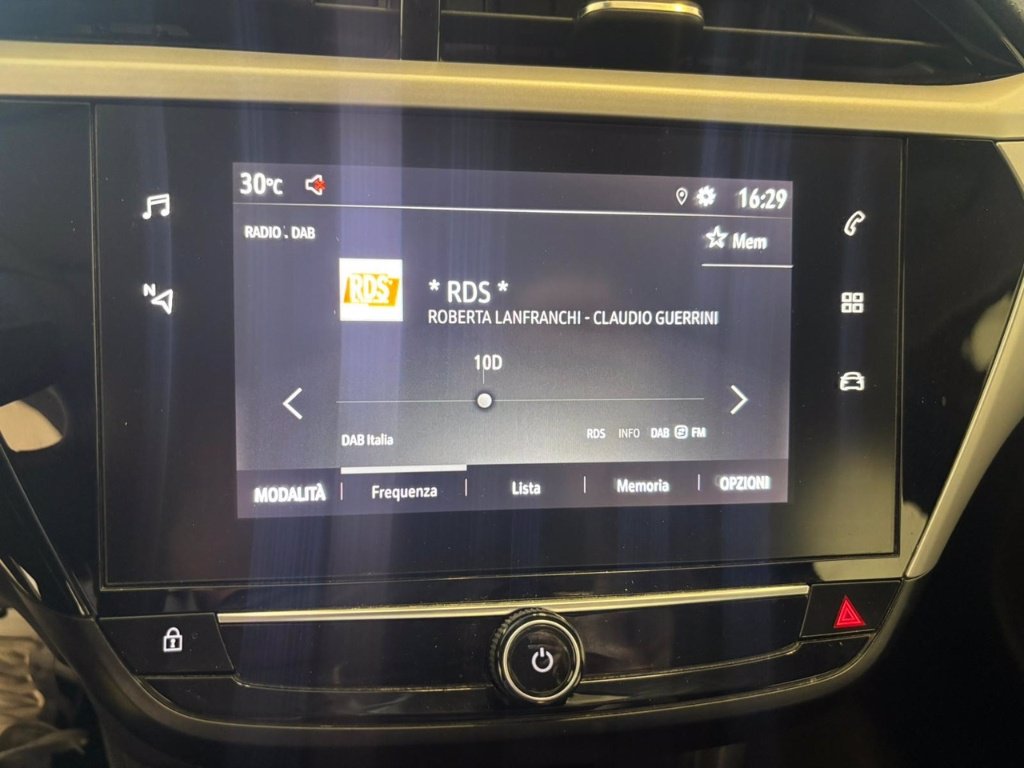 30°C
16:29
RADIO : DAB
Mem
RDS
* RDS *
ROBERTA LANFRANCHI - CLAUDIO GUERRINI
10D
DAB Italia
RDS INFO DAB FM
MODALITÀ Frequenza Lista Memoria OPZIONI
N